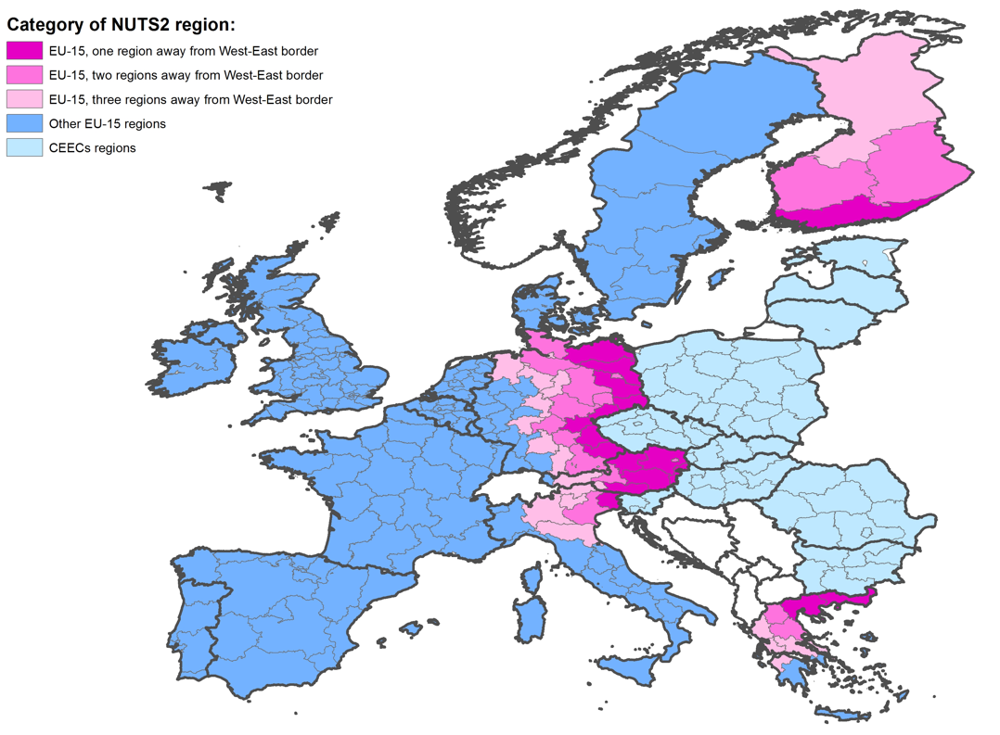 Category of NUTS2 region:
EU-15, one region away from West-East border
EU-15, two regions away from West-East border
EU-15, three regions away from West-East border
Other EU-15 regions
CEECs regions